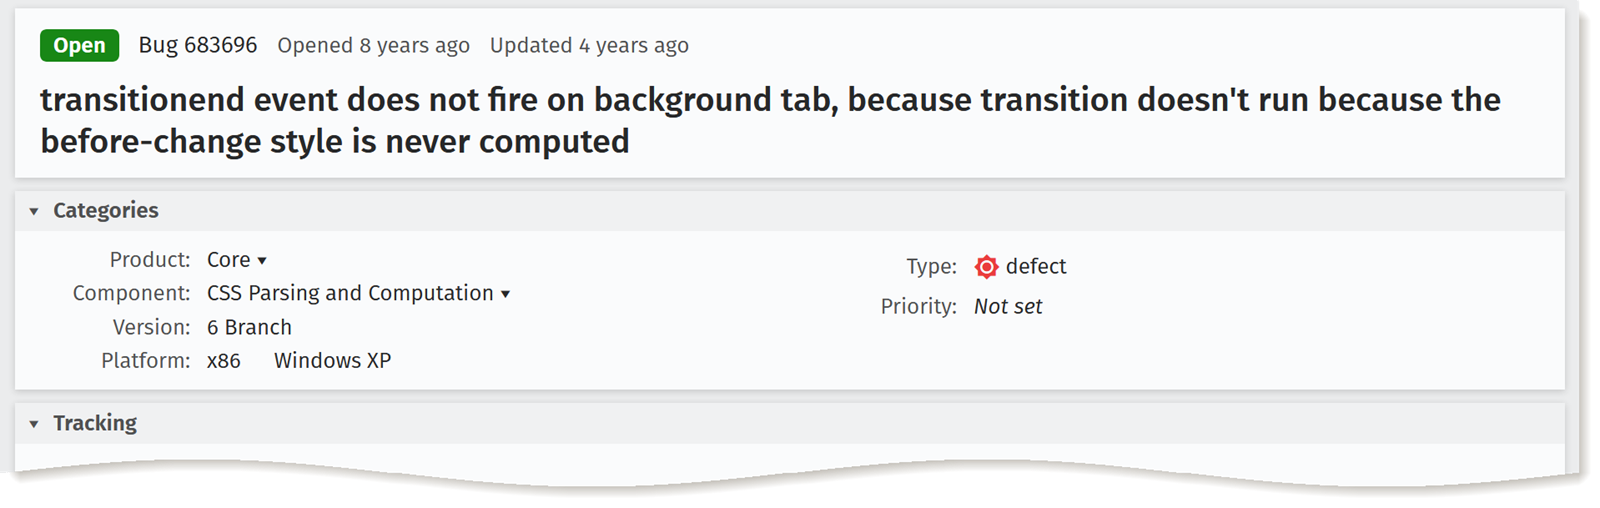 Open Bug 683696 Opened 8 years ago Updated 4 years ago
transitionend event does not fire on background tab, because transition doesn't run because the
before-change style is never computed
Categories
Product: Core
Component: CSS Parsing and Computation
Version: 6 Branch
Platform: x86 Windows XP
Type: defect
Priority: Not set
Tracking